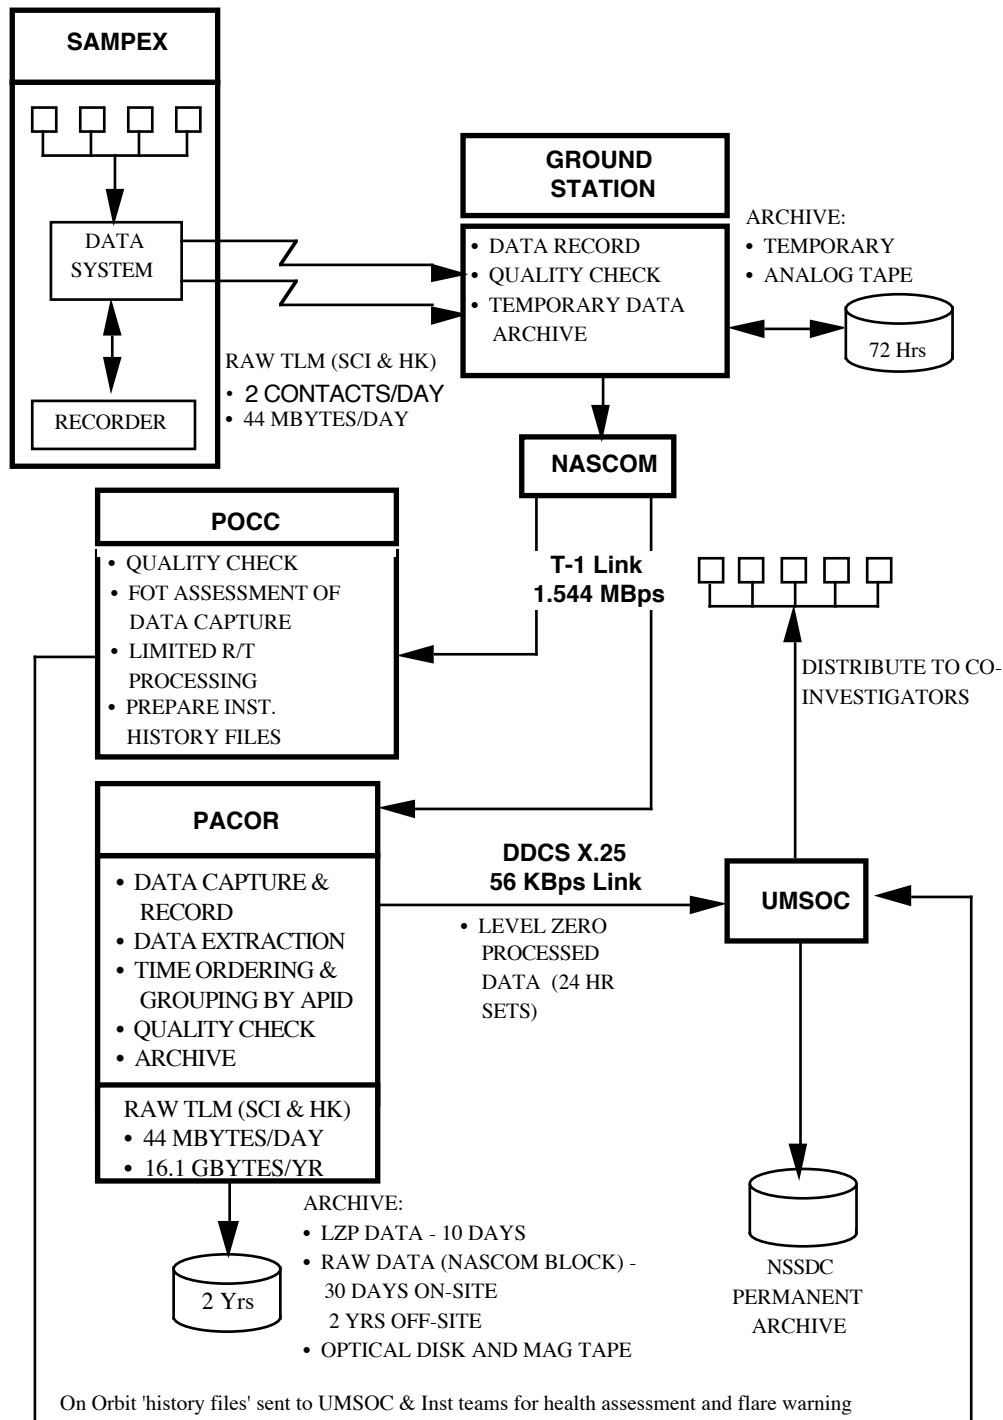 SAMPEX
DATA
SYSTEM
RECORDER
RAW TLM (SCI & HK)
• 2 CONTACTS/DAY
• 44 MBYTES/DAY
GROUND
STATION
• DATA RECORD
• QUALITY CHECK
• TEMPORARY DATA
ARCHIVE
ARCHIVE:
• TEMPORARY
• ANALOG TAPE
72 Hrs
NASCOM
T-1 Link
1.544 MBps
POCC
• QUALITY CHECK
• FOT ASSESSMENT OF
DATA CAPTURE
• LIMITED R/T
PROCESSING
• PREPARE INST.
HISTORY FILES
DISTRIBUTE TO CO-
INVESTIGATORS
PACOR
• DATA CAPTURE &
RECORD
• DATA EXTRACTION
• TIME ORDERING &
GROUPING BY APID
• QUALITY CHECK
• ARCHIVE
RAW TLM (SCI & HK)
• 44 MBYTES/DAY
• 16.1 GBYTES/YR
DDCS X.25
56 KBps Link
• LEVEL ZERO
PROCESSED
DATA (24 HR
SETS)
UMSOC
2 Yrs
ARCHIVE:
• LZP DATA - 10 DAYS
• RAW DATA (NASCOM BLOCK) -
30 DAYS ON-SITE
2 YRS OFF-SITE
• OPTICAL DISK AND MAG TAPE
NSSDC
PERMANENT
ARCHIVE
On Orbit 'history files' sent to UMSOC & Inst teams for health assessment and flare warning